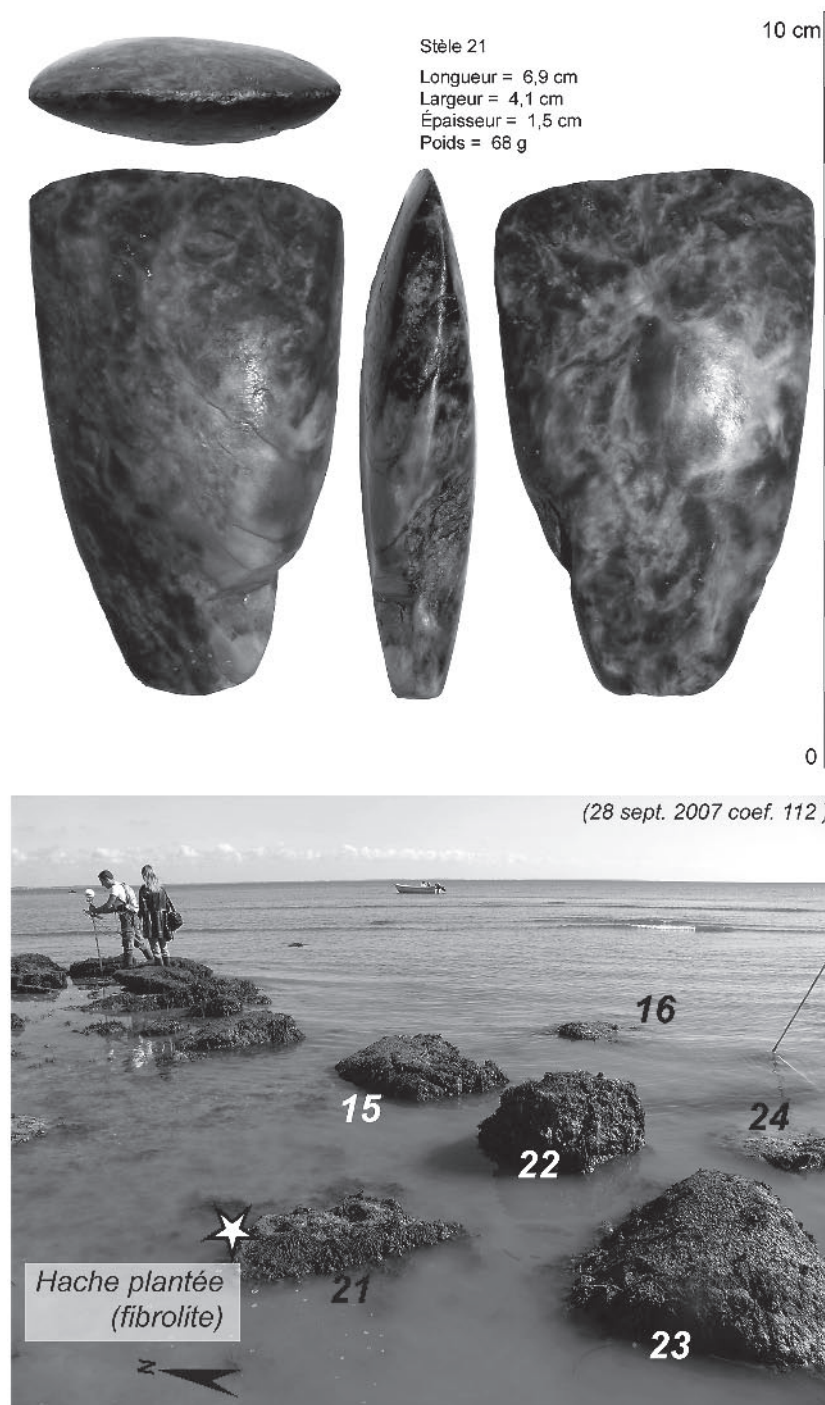 10 cm
Stèle 21
Longueur = 6,9 cm
Largeur = 4,1 cm
Épaisseur = 1,5 cm
Poids = 68 g
0
(28 sept. 2007 coef. 112 )
16
15
24
22
21
Hache plantée
(fibrolite)
23
N